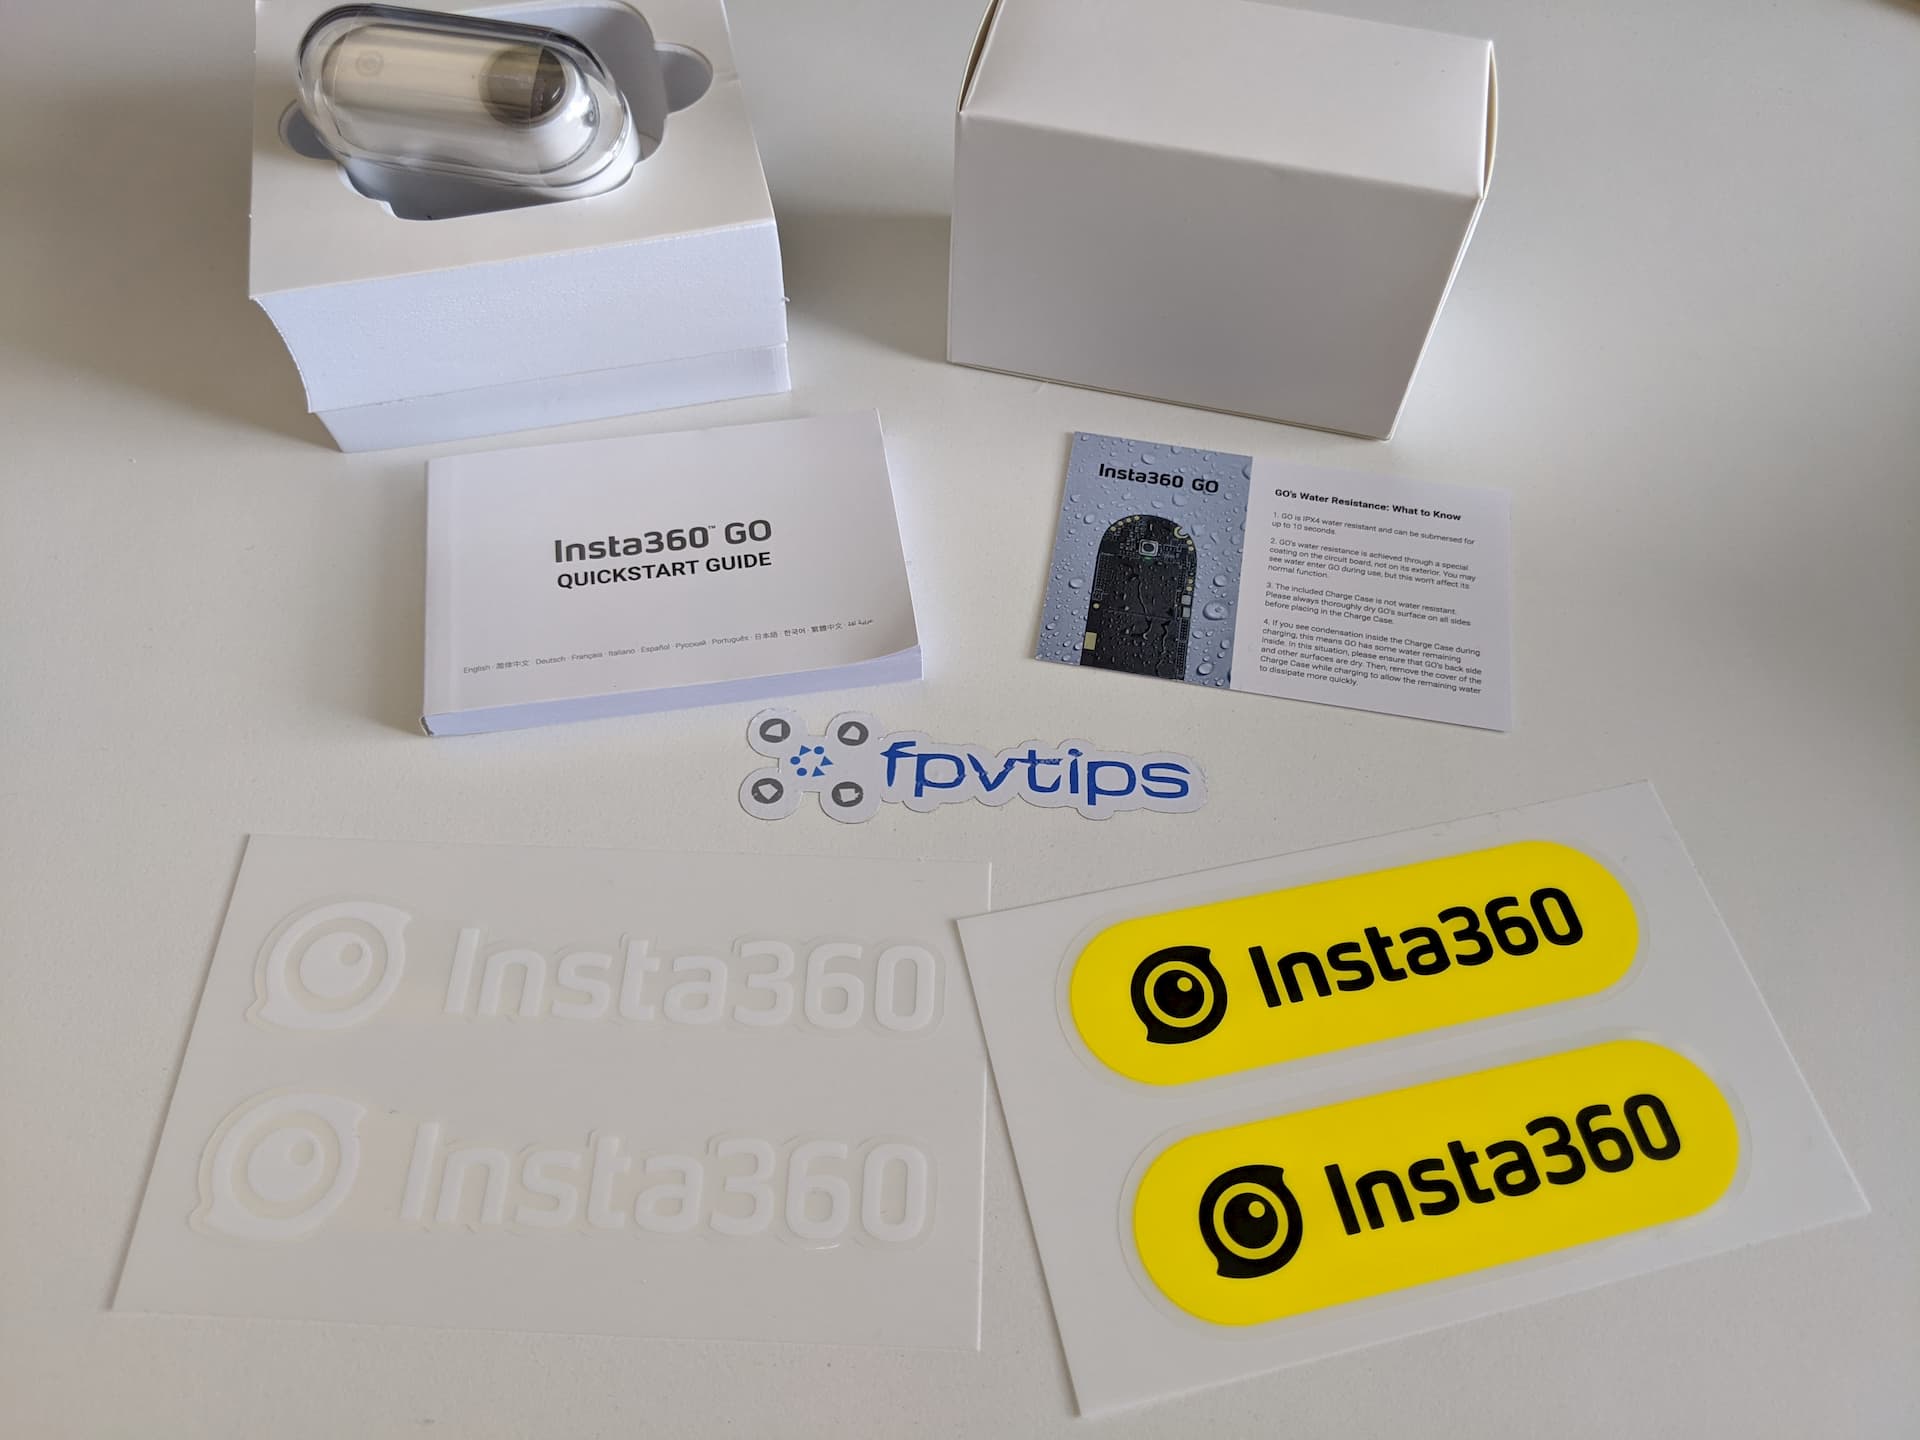 Insta360™ GO
QUICKSTART GUIDE
English · 简体中文 · Deutsch · Français · Italiano · Español · Русский · Português · 日本語 · 한국어 · 繁體中文 · عربية لغة
Insta360 GO
GO's Water Resistance: What to Know
1. GO is IPX4 water resistant and can be submersed for
up to 10 seconds.
2. GO's water resistance is achieved through a special
coating on the circuit board, not on its exterior. You may
see water enter GO during use, but this won't affect its
normal function.
3. The included Charge Case is not water resistant.
Please always thoroughly dry GO's surface on all sides
before placing in the Charge Case.
4. If you see condensation inside the Charge Case during
charging, this means GO has some water remaining
inside. In this situation, please ensure that GO's back side
and other surfaces are dry. Then, remove the cover of the
Charge Case while charging to allow the remaining water
to dissipate more quickly.
fpvtips
Insta360
Insta360
Insta360
Insta360